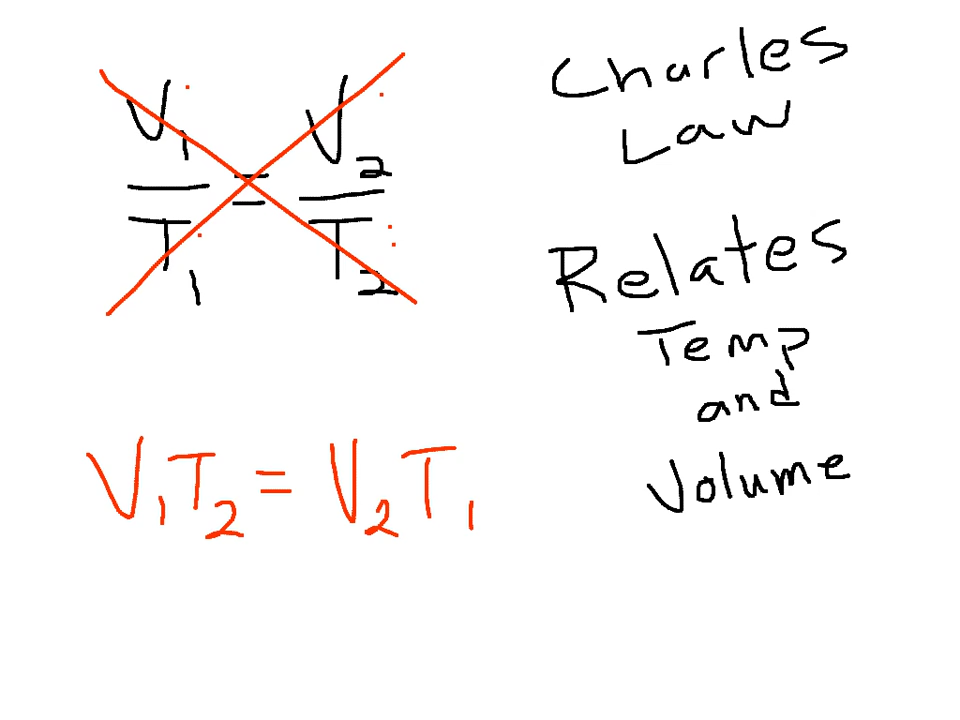 V₁ = V₂
T₁ T₂
V₁T₂ = V₂T₁
Charles
Law
Relates
Temp
and
Volume